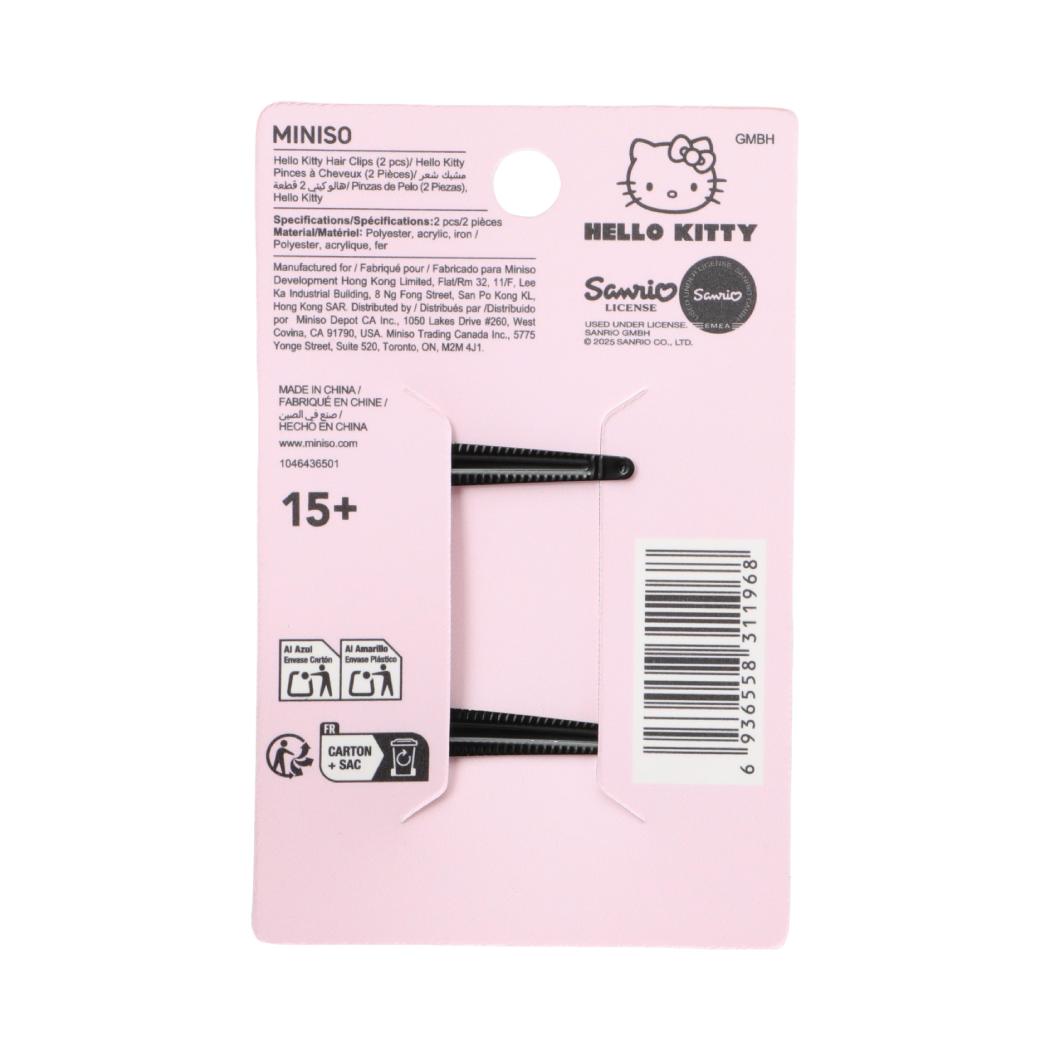 MINISO
Hello Kitty Hair Clips (2 pcs)/ Hello Kitty
Pinces à Cheveux (2 Pièces)/ مشبك شعر
هالو كيتي 2 قطعة/ Pinzas de Pelo (2 Piezas),
Hello Kitty
Specifications/Spécifications:2 pcs/2 pièces
Material/Matériel: Polyester, acrylic, iron /
Polyester, acrylique, fer
Manufactured for / Fabriqué pour / Fabricado para Miniso
Development Hong Kong Limited, Flat/Rm 32, 11/F, Lee
Ka Industrial Building, 8 Ng Fong Street, San Po Kong KL,
Hong Kong SAR. Distributed by / Distribués par /Distribuido
por Miniso Depot CA Inc., 1050 Lakes Drive #260, West
Covina, CA 91790, USA. Miniso Trading Canada Inc., 5775
Yonge Street, Suite 520, Toronto, ON, M2M 4J1.
GMBH
HELLO KITTY
Sanrio
LICENSE
Sanrio
EMEA
USED UNDER LICENSE.
SANRIO GMBH
© 2025 SANRIO CO., LTD.
MADE IN CHINA /
FABRIQUÉ EN CHINE /
صنع في الصين /
HECHO EN CHINA
www.miniso.com
1046436501
15+
Al Azul
Envase Cartón
Al Amarillo
Envase Plástico
FR
CARTON
+ SAC
6 936558 311968